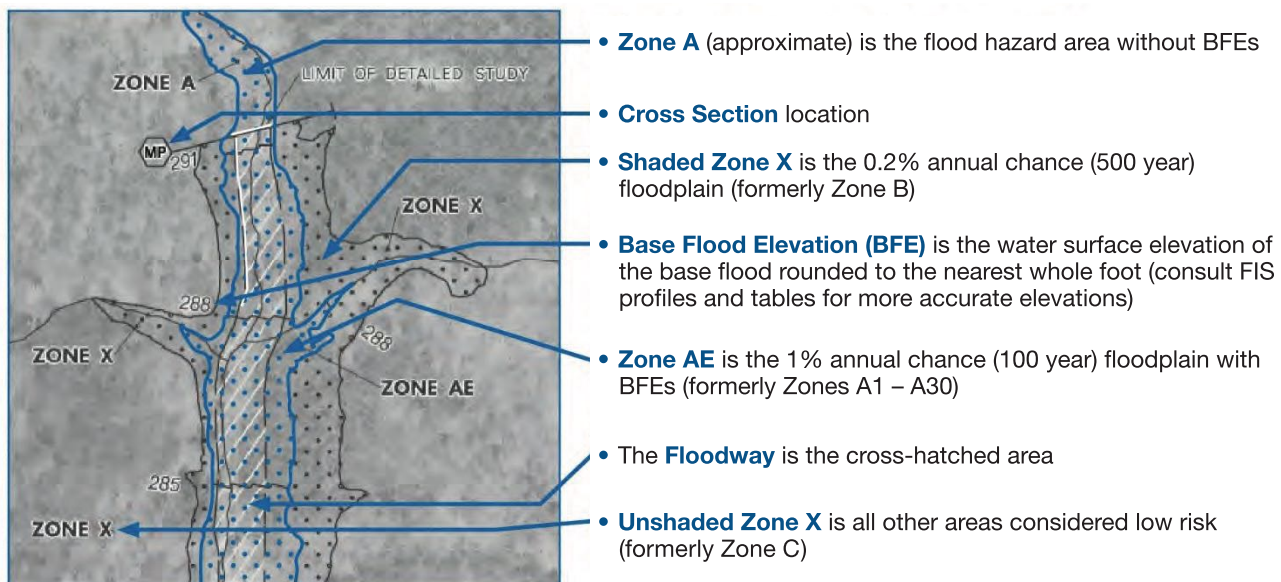 ZONE A
LIMIT OF DETAILED STUDY
MP
291
ZONE X
288
288
ZONE X
ZONE AE
285
ZONE X
• Zone A (approximate) is the flood hazard area without BFEs
• Cross Section location
• Shaded Zone X is the 0.2% annual chance (500 year)
floodplain (formerly Zone B)
• Base Flood Elevation (BFE) is the water surface elevation of
the base flood rounded to the nearest whole foot (consult FIS
profiles and tables for more accurate elevations)
• Zone AE is the 1% annual chance (100 year) floodplain with
BFEs (formerly Zones A1 – A30)
• The Floodway is the cross-hatched area
• Unshaded Zone X is all other areas considered low risk
(formerly Zone C)